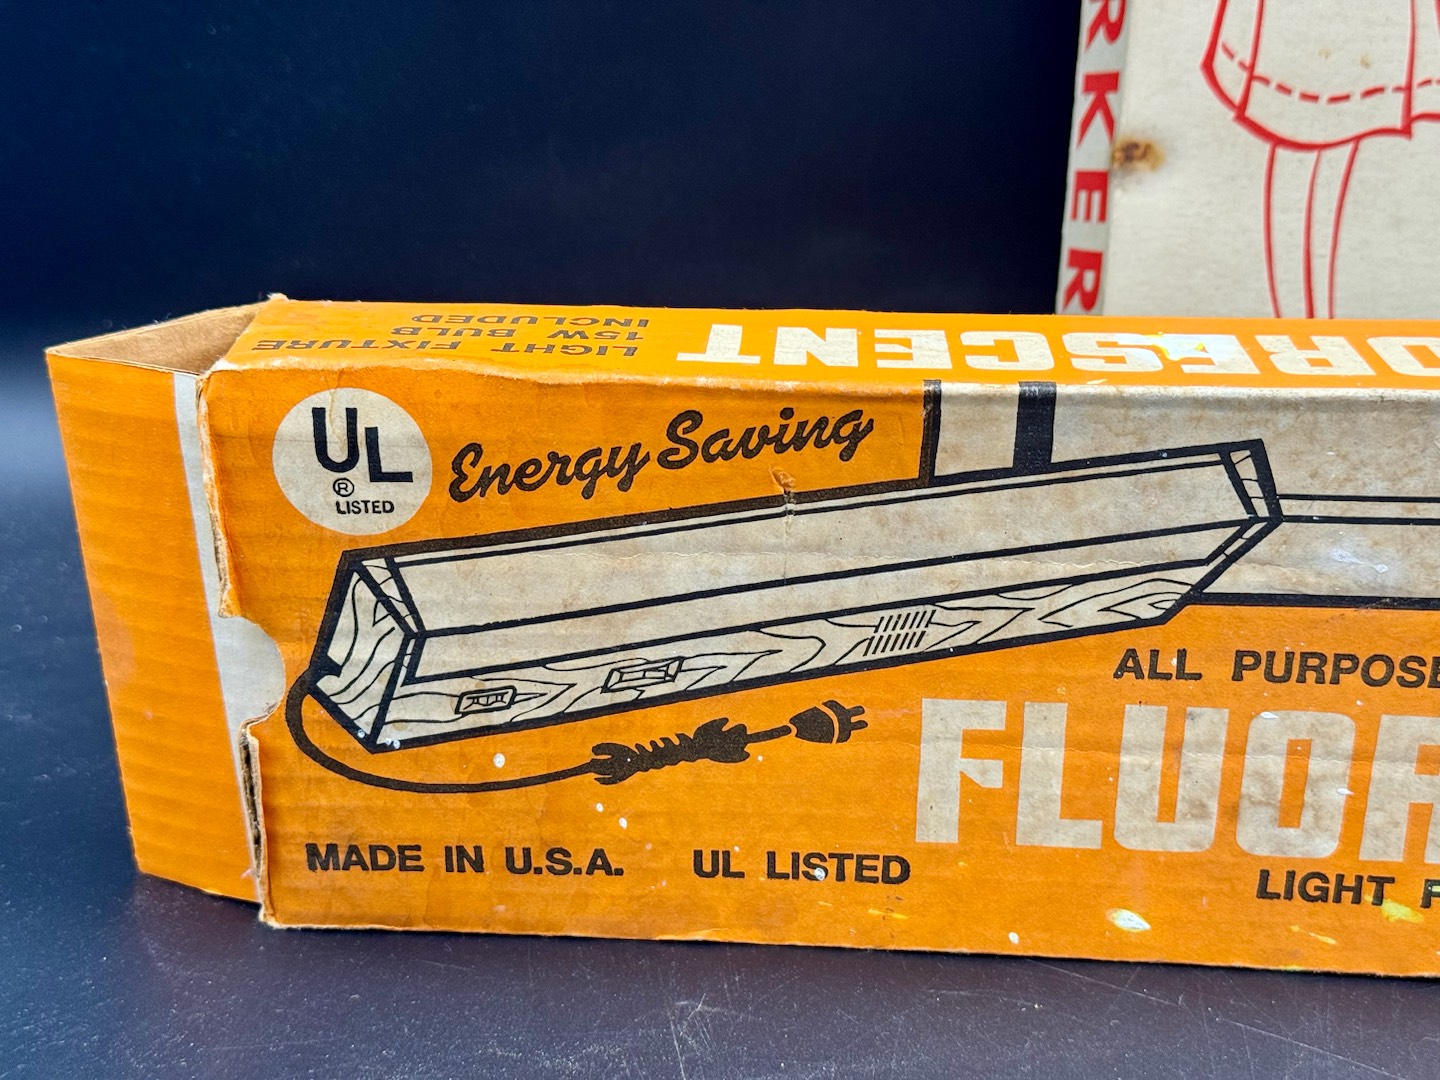 RKER
LIGHT FIXTURE
15W BULB
INCLUDED
ORESCENT
UL
®
LISTED
Energy Saving
ALL PURPOSE
FLUOR
MADE IN U.S.A. UL LISTED
LIGHT F